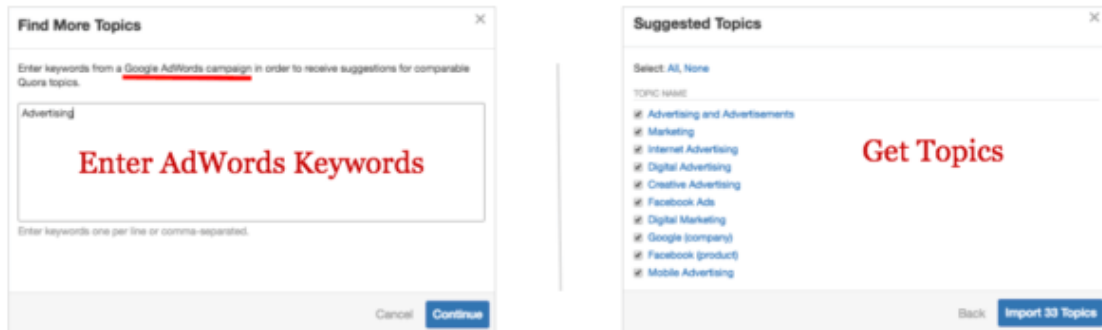 Find More Topics
Enter keywords from a Google AdWords campaign in order to receive suggestions for comparable
Quora topics.
Advertising
Enter AdWords Keywords
Enter keywords one per line or comma-separated.
Cancel Continue
Suggested Topics
Select: All, None
TOPIC NAME
Advertising and Advertisements
Marketing
Internet Advertising
Digital Advertising
Creative Advertising
Facebook Ads
Digital Marketing
Google (company)
Facebook (product)
Mobile Advertising
Get Topics
Back Import 33 Topics